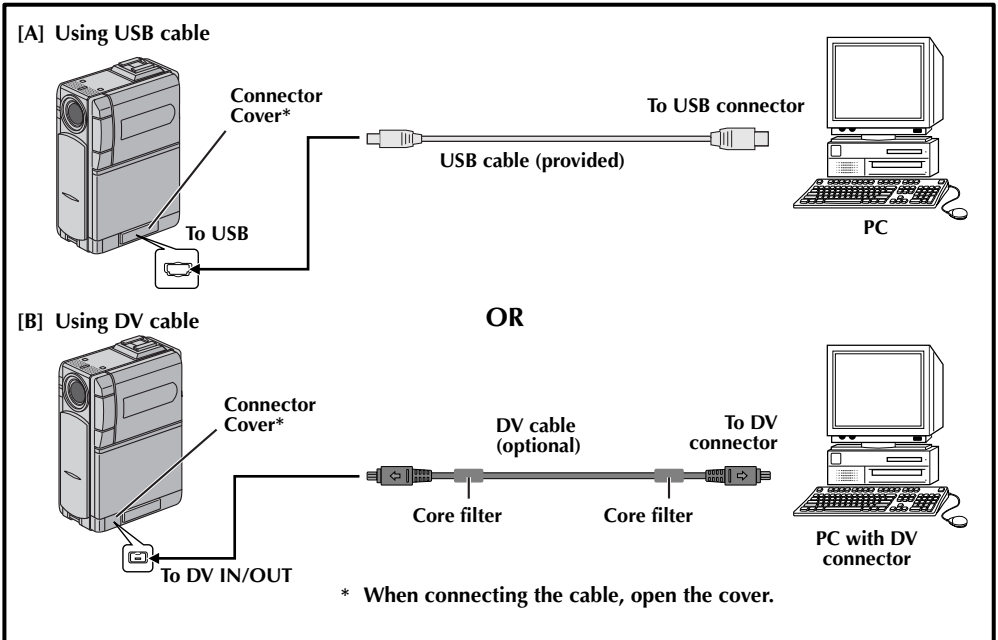 [A] Using USB cable
Connector
Cover*
To USB connector
USB cable (provided)
To USB
PC
OR
[B] Using DV cable
Connector
Cover*
DV cable
(optional)
To DV
connector
Core filter
Core filter
To DV IN/OUT
PC with DV
connector
* When connecting the cable, open the cover.